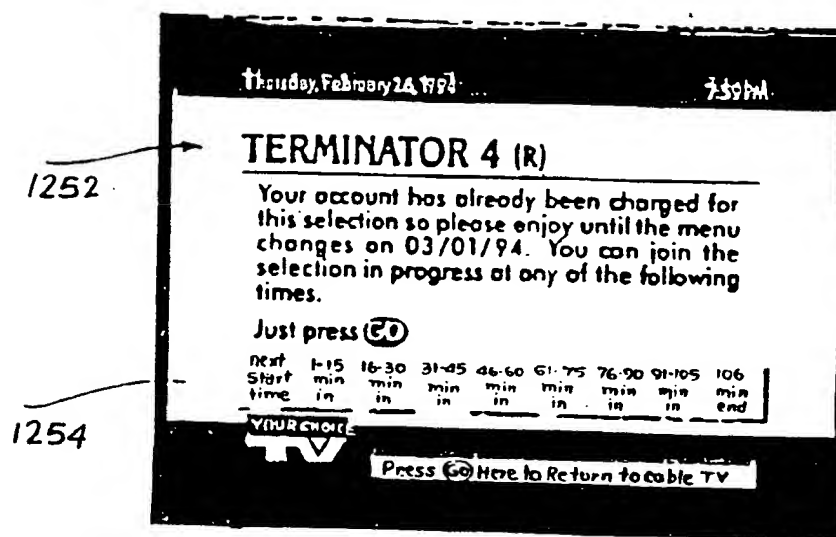 Thursday, February 24, 1994 7:59PM
1252
TERMINATOR 4 (R)
Your account has already been charged for
this selection so please enjoy until the menu
changes on 03/01/94. You can join the
selection in progress at any of the following
times.
Just press GO
next 1-15 16-30 31-45 46-60 61-75 76-90 91-105 106
Start min min min min min min min min
time in in in in in in in end
1254
YOUR CHOICE
TV
Press GO Here to Return to cable TV